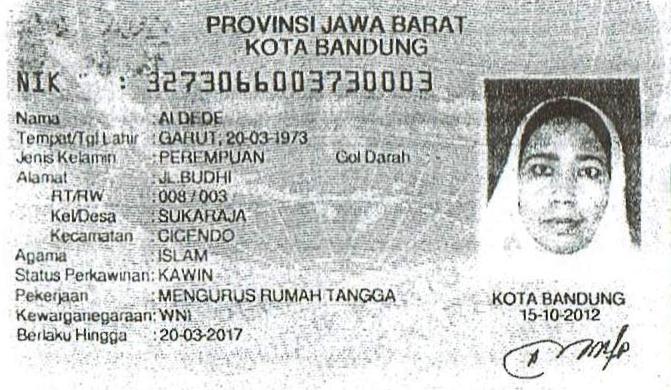 PROVINSI JAWA BARAT
KOTA BANDUNG
NIK : 3273066003730003
Nama : AI DEDE
Tempat/Tgl Lahir : GARUT, 20-03-1973
Jenis Kelamin : PEREMPUAN Gol Darah : -
Alamat : JL.BUDHI
RT/RW : 008 / 003
Kel/Desa : SUKARAJA
Kecamatan : CICENDO
Agama : ISLAM
Status Perkawinan: KAWIN
Pekerjaan : MENGURUS RUMAH TANGGA
Kewarganegaraan: WNI
Berlaku Hingga : 20-03-2017
KOTA BANDUNG
15-10-2012